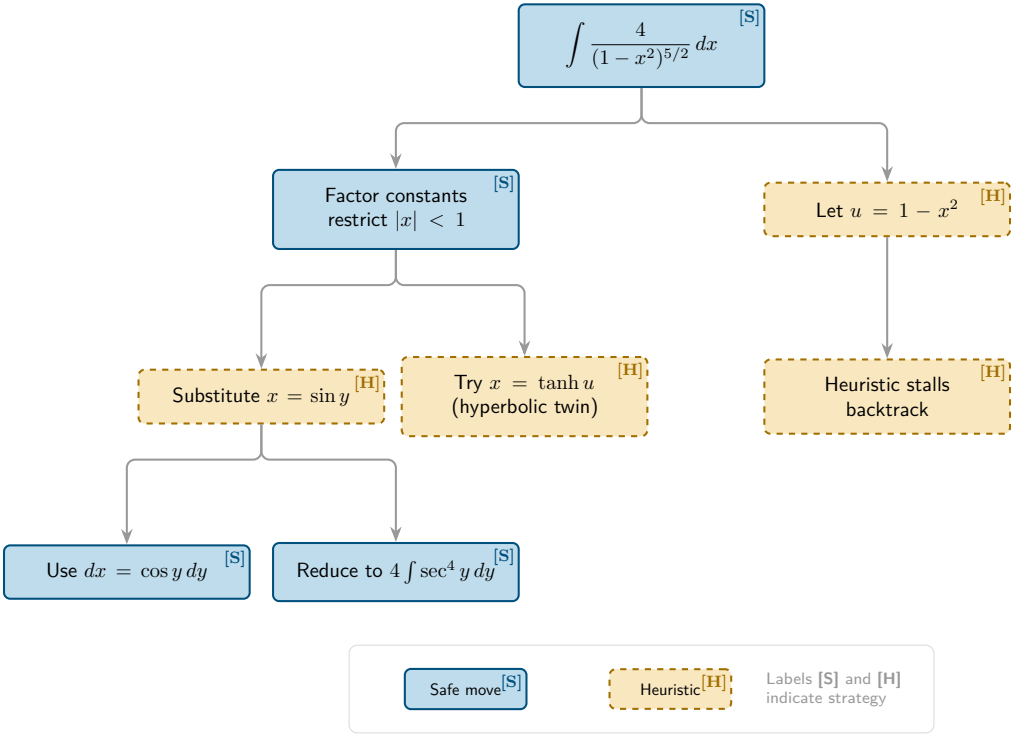 [S]
∫ 4/(1 − x²)^{5/2} dx
[S]
Factor constants
restrict |x| < 1
[H]
Let u = 1 − x²
[H]
Substitute x = sin y
[H]
Try x = tanh u
(hyperbolic twin)
[H]
Heuristic stalls
backtrack
[S]
Use dx = cos y dy
[S]
Reduce to 4 ∫ sec⁴ y dy
Safe move [S]
Heuristic [H]
Labels [S] and [H]
indicate strategy